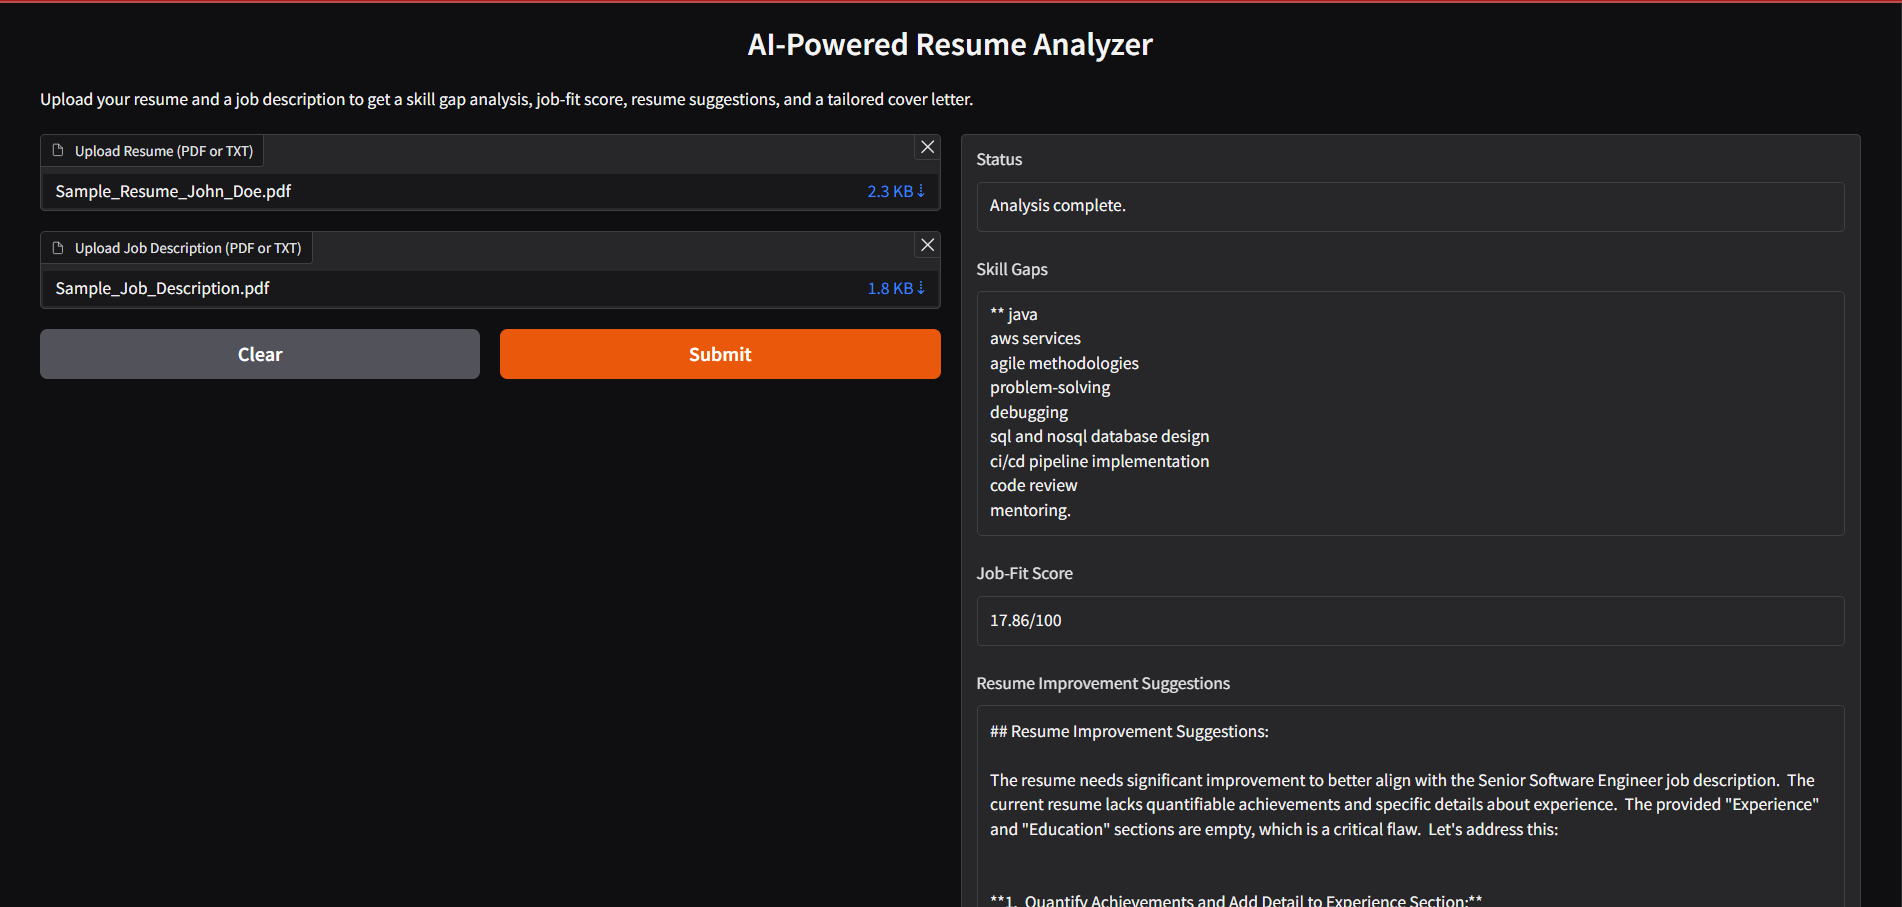 AI-Powered Resume Analyzer
Upload your resume and a job description to get a skill gap analysis, job-fit score, resume suggestions, and a tailored cover letter.
Upload Resume (PDF or TXT)
Sample_Resume_John_Doe.pdf
2.3 KB ↓
Upload Job Description (PDF or TXT)
Sample_Job_Description.pdf
1.8 KB ↓
Clear
Submit
Status
Analysis complete.
Skill Gaps
** java
aws services
agile methodologies
problem-solving
debugging
sql and nosql database design
ci/cd pipeline implementation
code review
mentoring.
Job-Fit Score
17.86/100
Resume Improvement Suggestions
## Resume Improvement Suggestions:
The resume needs significant improvement to better align with the Senior Software Engineer job description.  The
current resume lacks quantifiable achievements and specific details about experience.  The provided "Experience"
and "Education" sections are empty, which is a critical flaw.  Let's address this:
**1.  Quantify Achievements and Add Detail to Experience Section:**